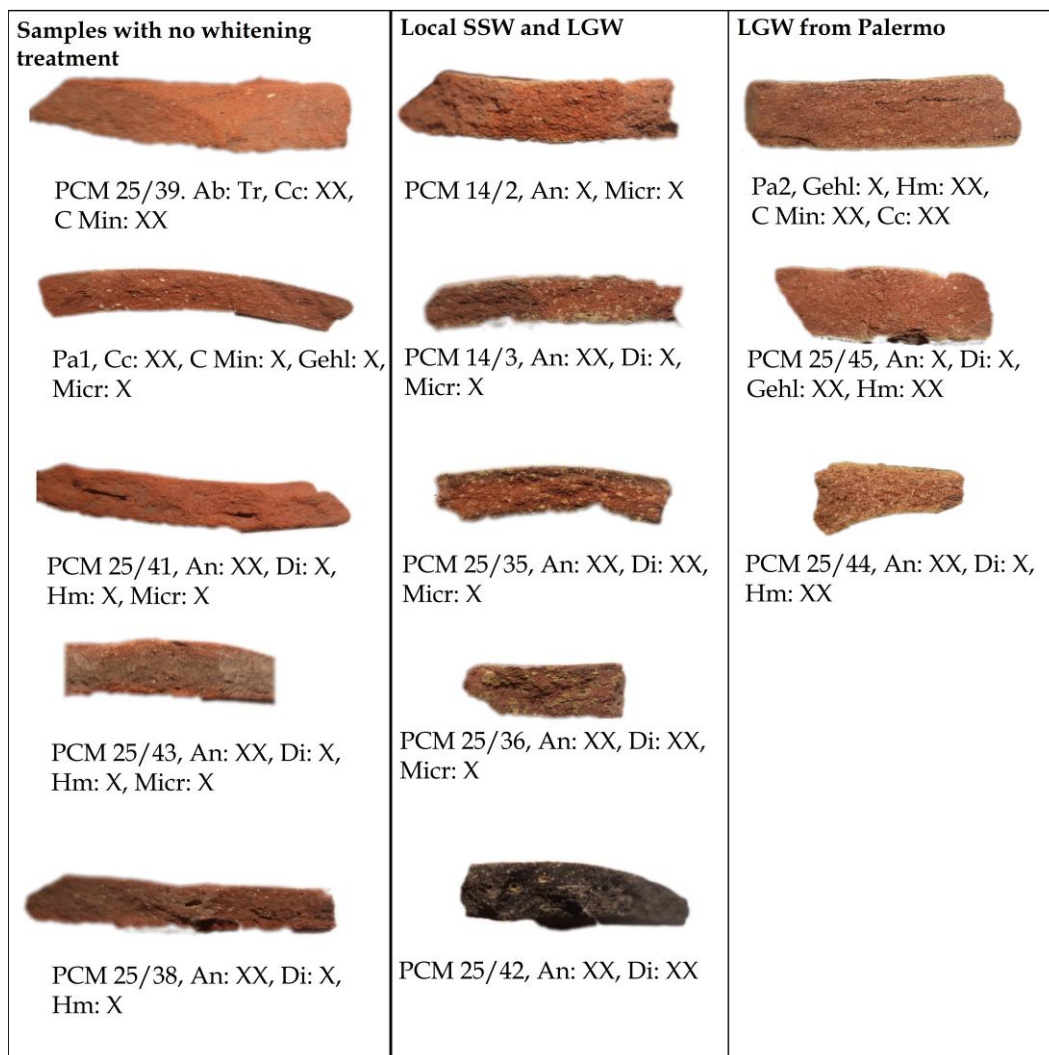 Samples with no whitening
treatment
PCM 25/39. Ab: Tr, Cc: XX,
C Min: XX
Pa1, Cc: XX, C Min: X, Gehl: X,
Micr: X
PCM 25/41, An: XX, Di: X,
Hm: X, Micr: X
PCM 25/43, An: XX, Di: X,
Hm: X, Micr: X
PCM 25/38, An: XX, Di: X,
Hm: X
Local SSW and LGW
PCM 14/2, An: X, Micr: X
PCM 14/3, An: XX, Di: X,
Micr: X
PCM 25/35, An: XX, Di: XX,
Micr: X
PCM 25/36, An: XX, Di: XX,
Micr: X
PCM 25/42, An: XX, Di: XX
LGW from Palermo
Pa2, Gehl: X, Hm: XX,
C Min: XX, Cc: XX
PCM 25/45, An: X, Di: X,
Gehl: XX, Hm: XX
PCM 25/44, An: XX, Di: X,
Hm: XX